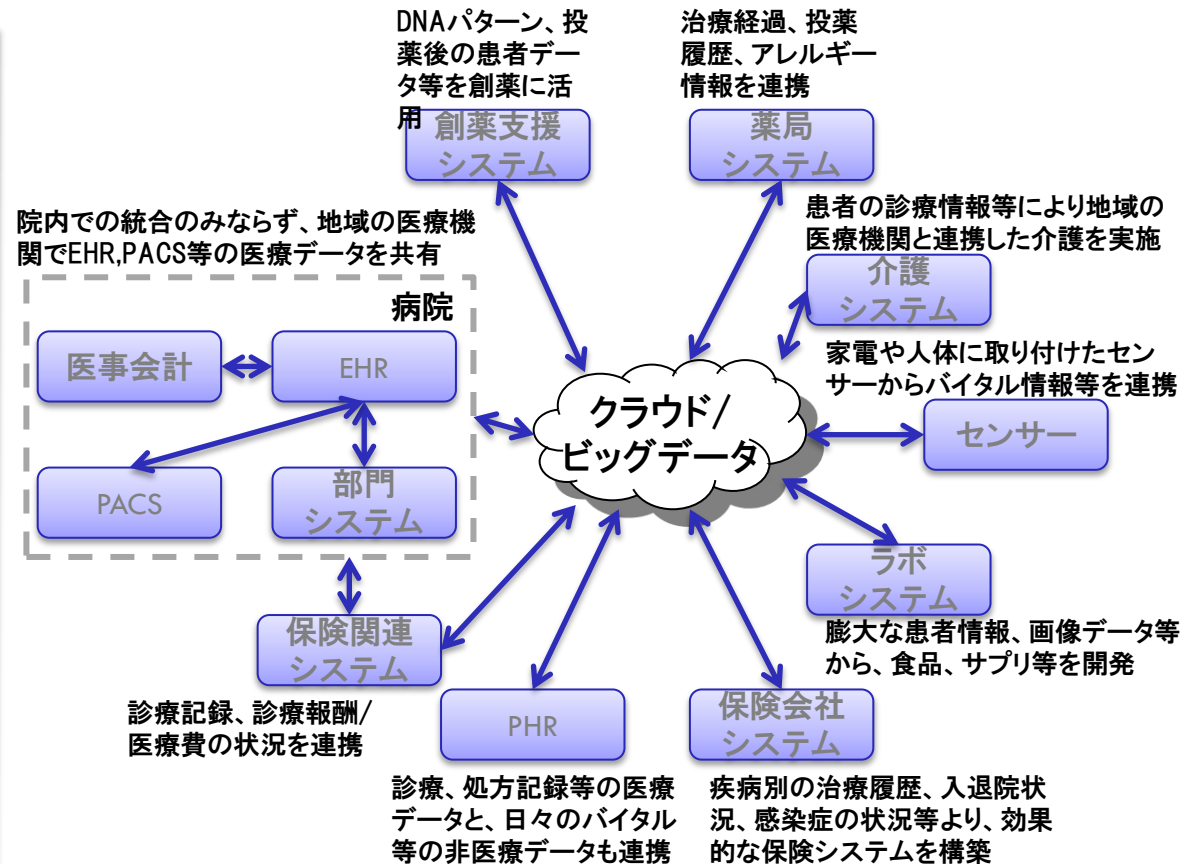 DNAパターン、投
薬後の患者デー
タ等を創薬に活
用
創薬支援
システム
治療経過、投薬
履歴、アレルギー
情報を連携
薬局
システム
院内での統合のみならず、地域の医療機
関でEHR,PACS等の医療データを共有
患者の診療情報等により地域の
医療機関と連携した介護を実施
介護
システム
病院
医事会計
EHR
PACS
部門
システム
クラウド/
ビッグデータ
家電や人体に取り付けたセン
サーからバイタル情報等を連携
センサー
ラボ
システム
膨大な患者情報、画像データ等
から、食品、サプリ等を開発
保険関連
システム
診療記録、診療報酬/
医療費の状況を連携
PHR
診療、処方記録等の医療
データと、日々のバイタル
等の非医療データも連携
保険会社
システム
疾病別の治療履歴、入退院状
況、感染症の状況等より、効果
的な保険システムを構築